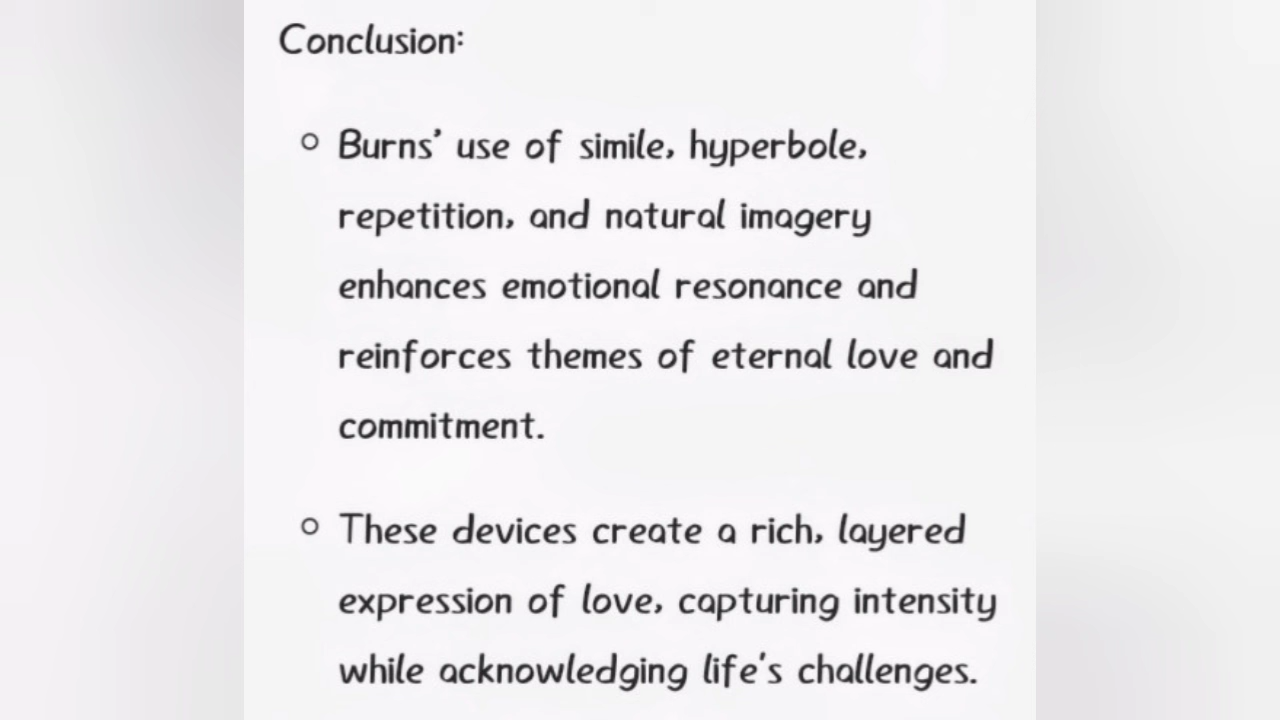 Conclusion:
○ Burns' use of simile, hyperbole,
repetition, and natural imagery
enhances emotional resonance and
reinforces themes of eternal love and
commitment.
○ These devices create a rich, layered
expression of love, capturing intensity
while acknowledging life's challenges.